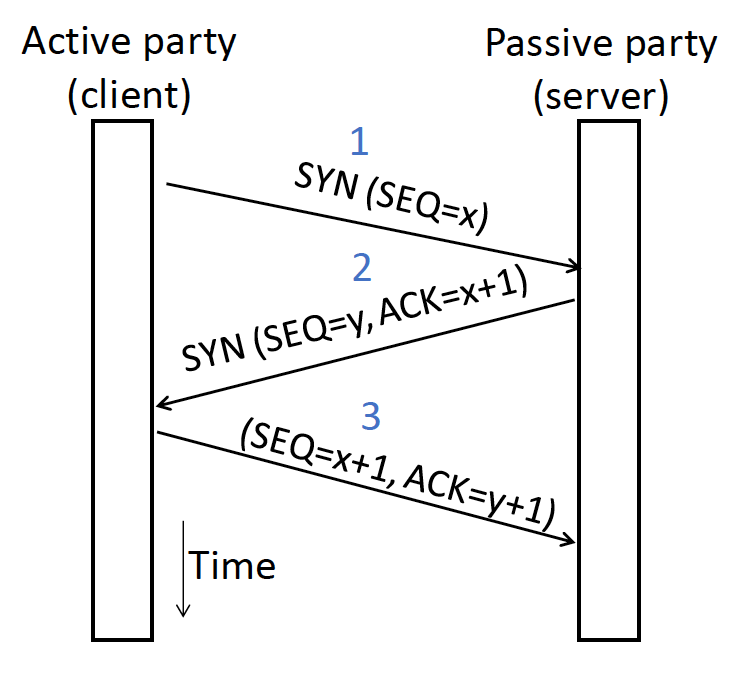 Active party
(client)
Passive party
(server)
1
SYN (SEQ=x)
2
SYN (SEQ=y, ACK=x+1)
3
(SEQ=x+1, ACK=y+1)
Time